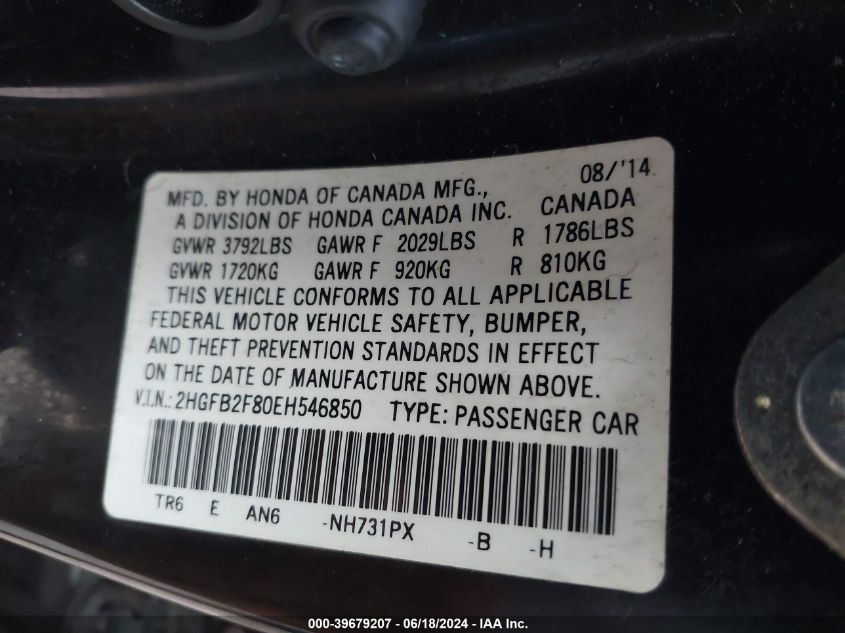 08/'14
MFD. BY HONDA OF CANADA MFG.,
A DIVISION OF HONDA CANADA INC. CANADA
GVWR 3792LBS GAWR F 2029LBS R 1786LBS
GVWR 1720KG GAWR F 920KG R 810KG
THIS VEHICLE CONFORMS TO ALL APPLICABLE
FEDERAL MOTOR VEHICLE SAFETY, BUMPER,
AND THEFT PREVENTION STANDARDS IN EFFECT
ON THE DATE OF MANUFACTURE SHOWN ABOVE.
V.I.N.: 2HGFB2F80EH546850 TYPE: PASSENGER CAR
TR6 E AN6 -NH731PX -B -H
000-39679207 - 06/18/2024 - IAA Inc.